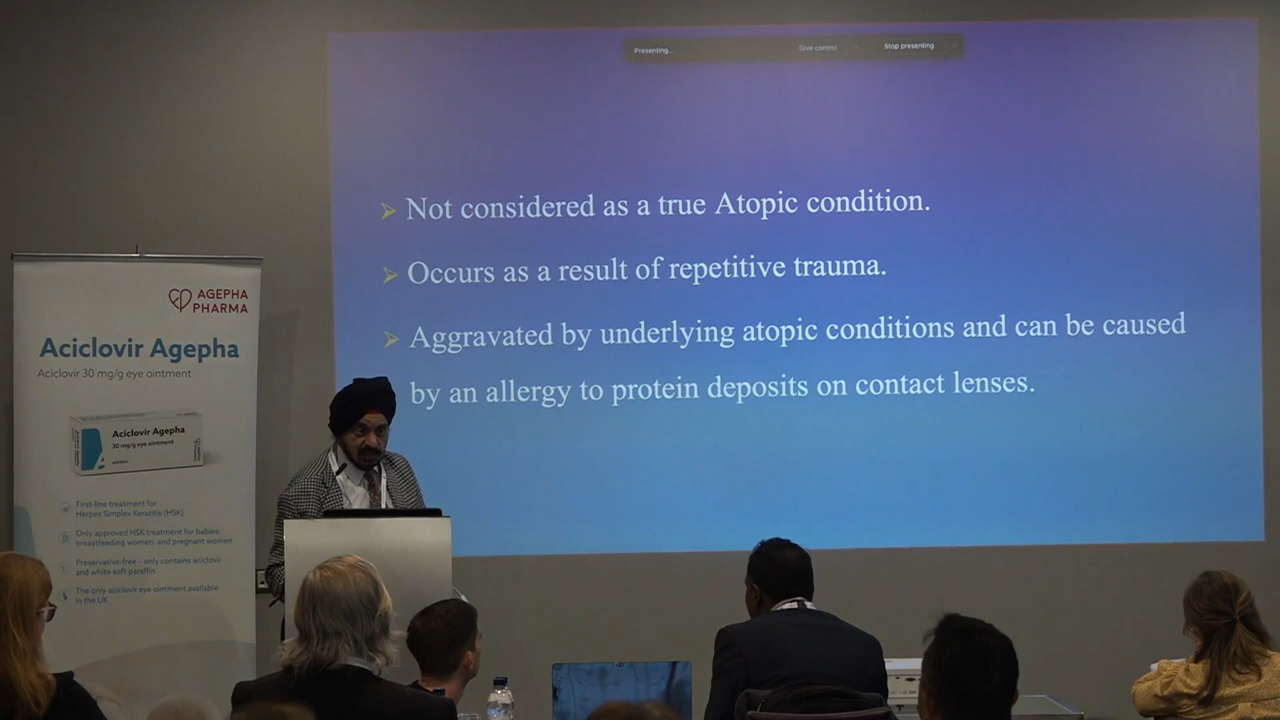 Presenting...
Give control
Stop presenting
Not considered as a true Atopic condition.
Occurs as a result of repetitive trauma.
Aggravated by underlying atopic conditions and can be caused
by an allergy to protein deposits on contact lenses.
AGEPHA
PHARMA
Aciclovir Agepha
Aciclovir 30 mg/g eye ointment
Aciclovir Agepha
30 mg/g eye ointment
First-line treatment for
Herpes Simplex Keratitis (HSK)
Only approved HSK treatment for babies,
breastfeeding women, and pregnant women
Preservative-free - only contains aciclovir
and white soft paraffin
The only aciclovir eye ointment available
in the UK